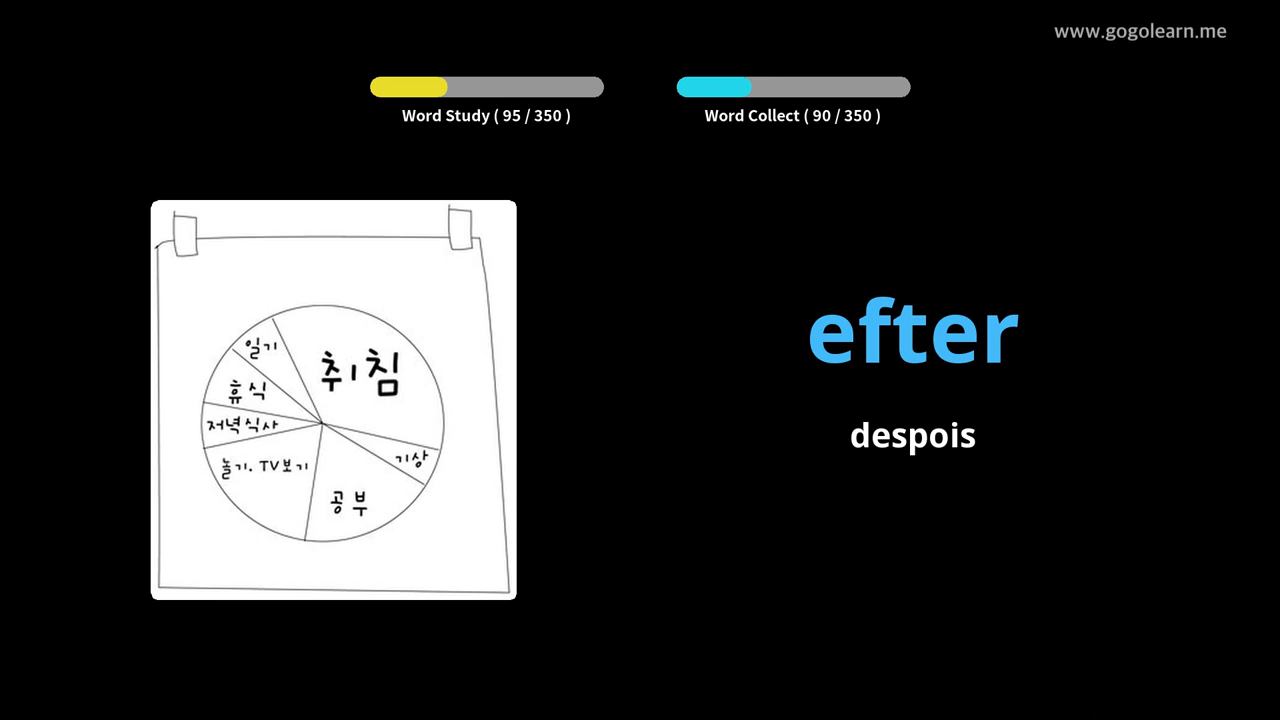 www.gogolearn.me
Word Study ( 95 / 350 )
Word Collect ( 90 / 350 )
일기
취침
휴식
저녁식사
놀기. TV보기
기상
공부
efter
despois